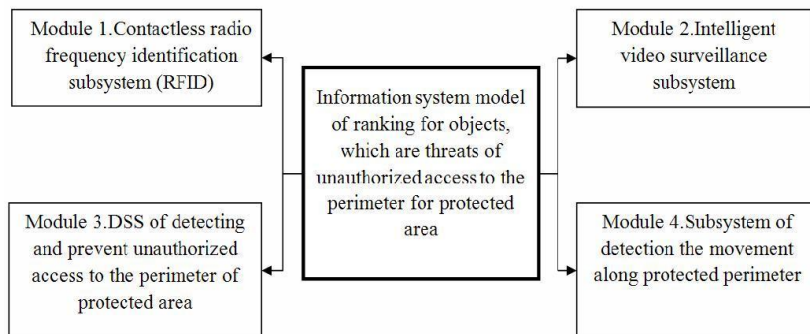 Module 1.Contactless radio
frequency identification
subsystem (RFID)
Module 2.Intelligent
video surveillance
subsystem
Information system model
of ranking for objects,
which are threats of
unauthorized access to the
perimeter for protected
area
Module 3.DSS of detecting
and prevent unauthorized
access to the perimeter of
protected area
Module 4.Subsystem of
detection the movement
along protected perimeter